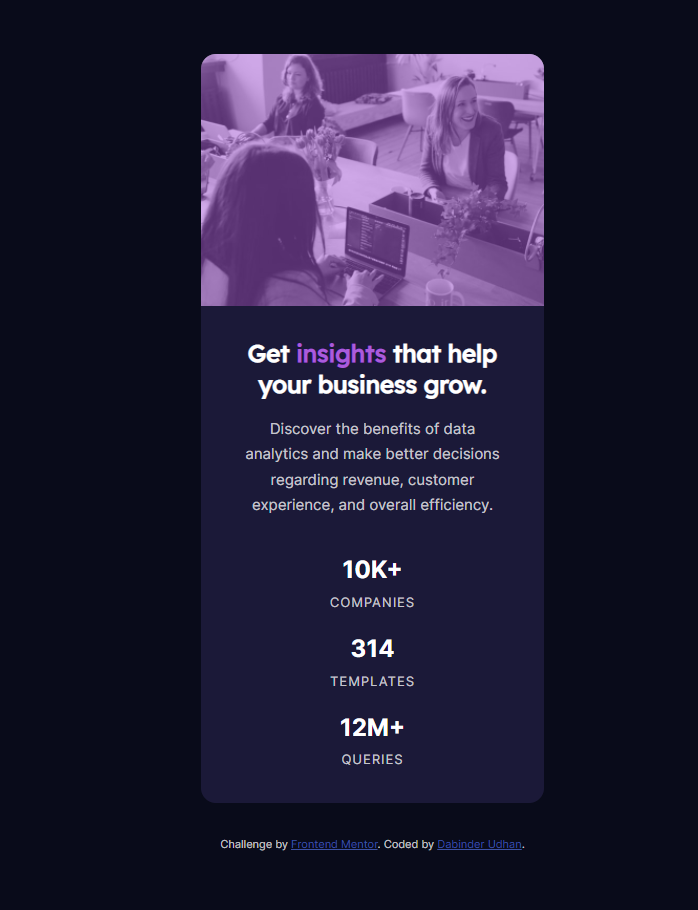 Get insights that help
your business grow.
Discover the benefits of data
analytics and make better decisions
regarding revenue, customer
experience, and overall efficiency.
10K+
COMPANIES
314
TEMPLATES
12M+
QUERIES
Challenge by Frontend Mentor. Coded by Dabinder Udhan.